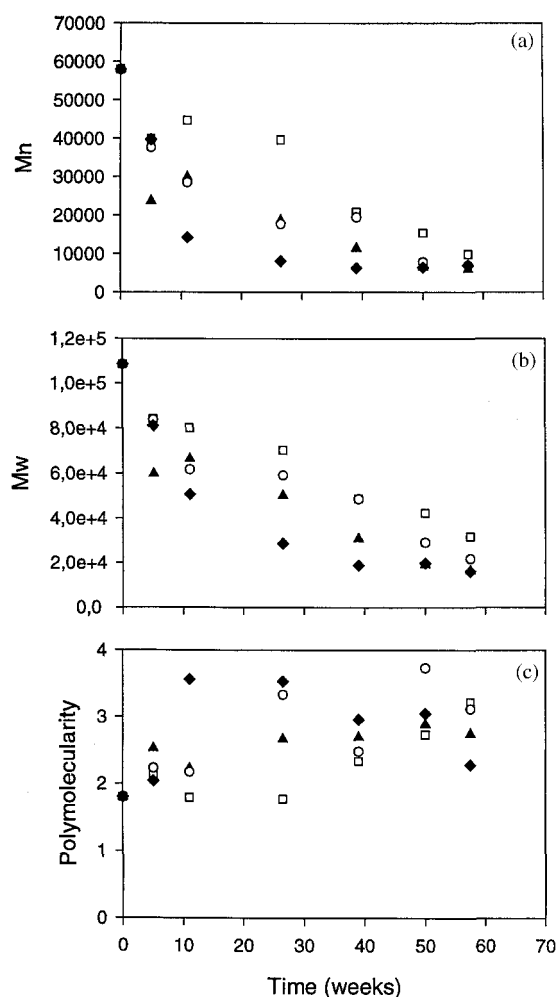 (a)
70000
60000
50000
40000
30000
20000
10000
0
Mn
(b)
1,2e+5
1,0e+5
8,0e+4
6,0e+4
4,0e+4
2,0e+4
0,0
Mw
(c)
4
3
2
1
0
Polymolecularity
0 10 20 30 40 50 60 70
Time (weeks)